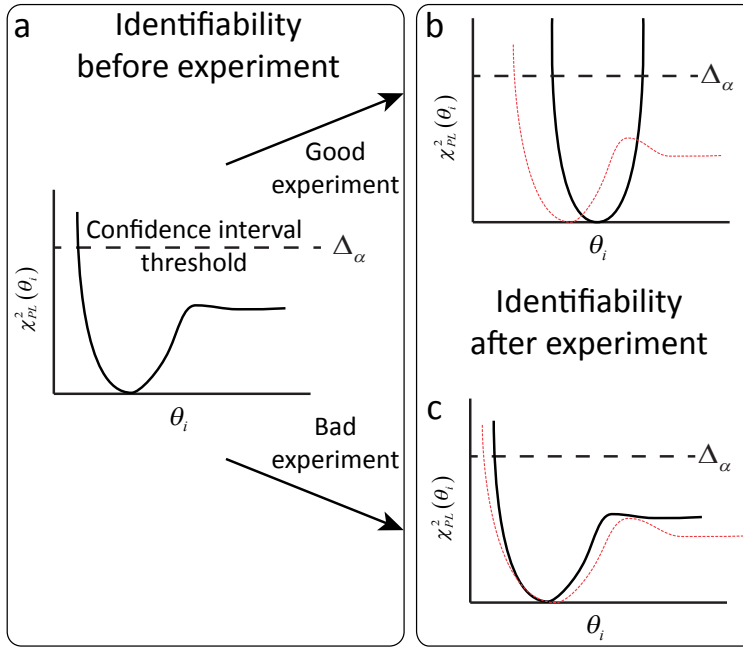 a
Identifiability
before experiment
Good
experiment
Confidence interval
threshold
Δα
χ²PL(θi)
θi
Bad
experiment
b
Δα
χ²PL(θi)
θi
Identifiability
after experiment
c
Δα
χ²PL(θi)
θi